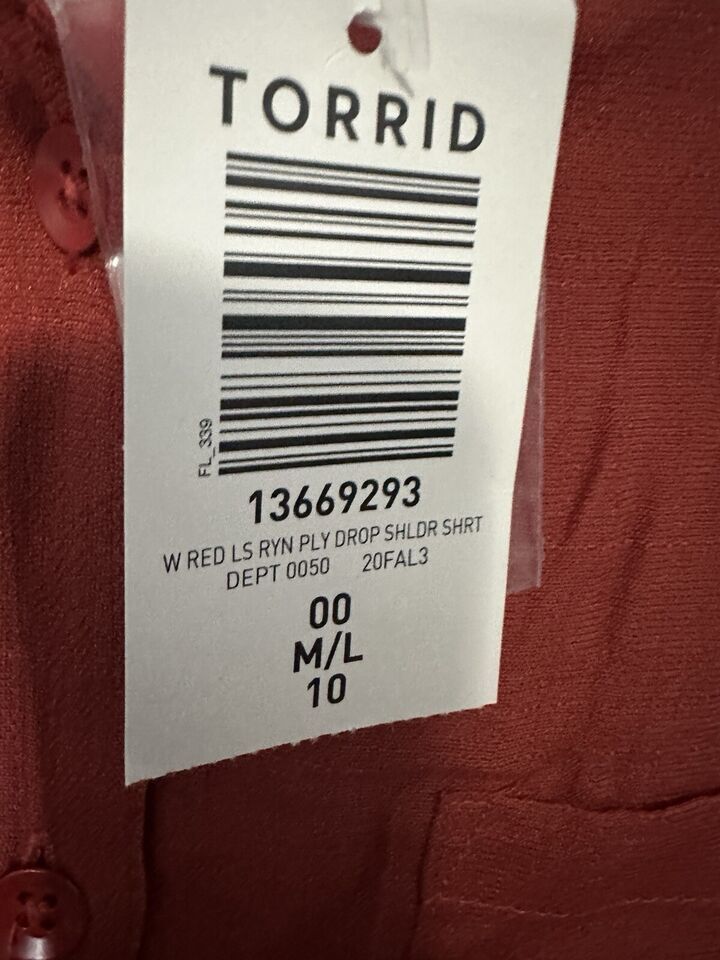 TORRID
FL_339
13669293
W RED LS RYN PLY DROP SHLDR SHRT
DEPT 0050 20FAL3
00
M/L
10